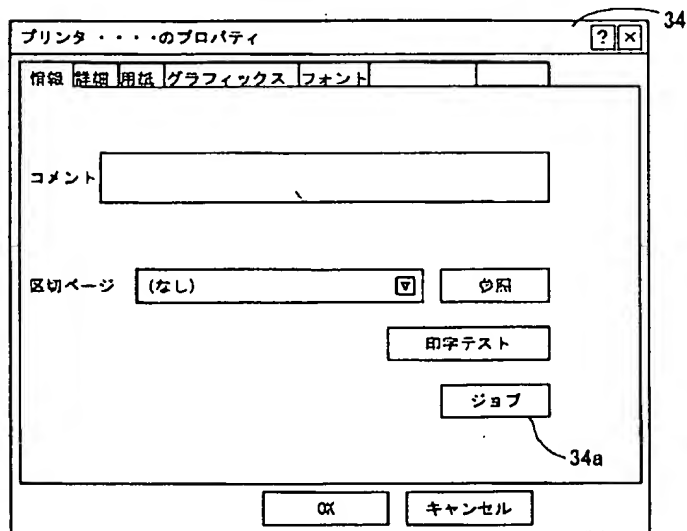 34
プリンタ ・・・・のプロパティ ? ×
情報 詳細 用紙 グラフィックス フォント
コメント
区切ページ (なし) 参照
印字テスト
ジョブ
34a
OK キャンセル